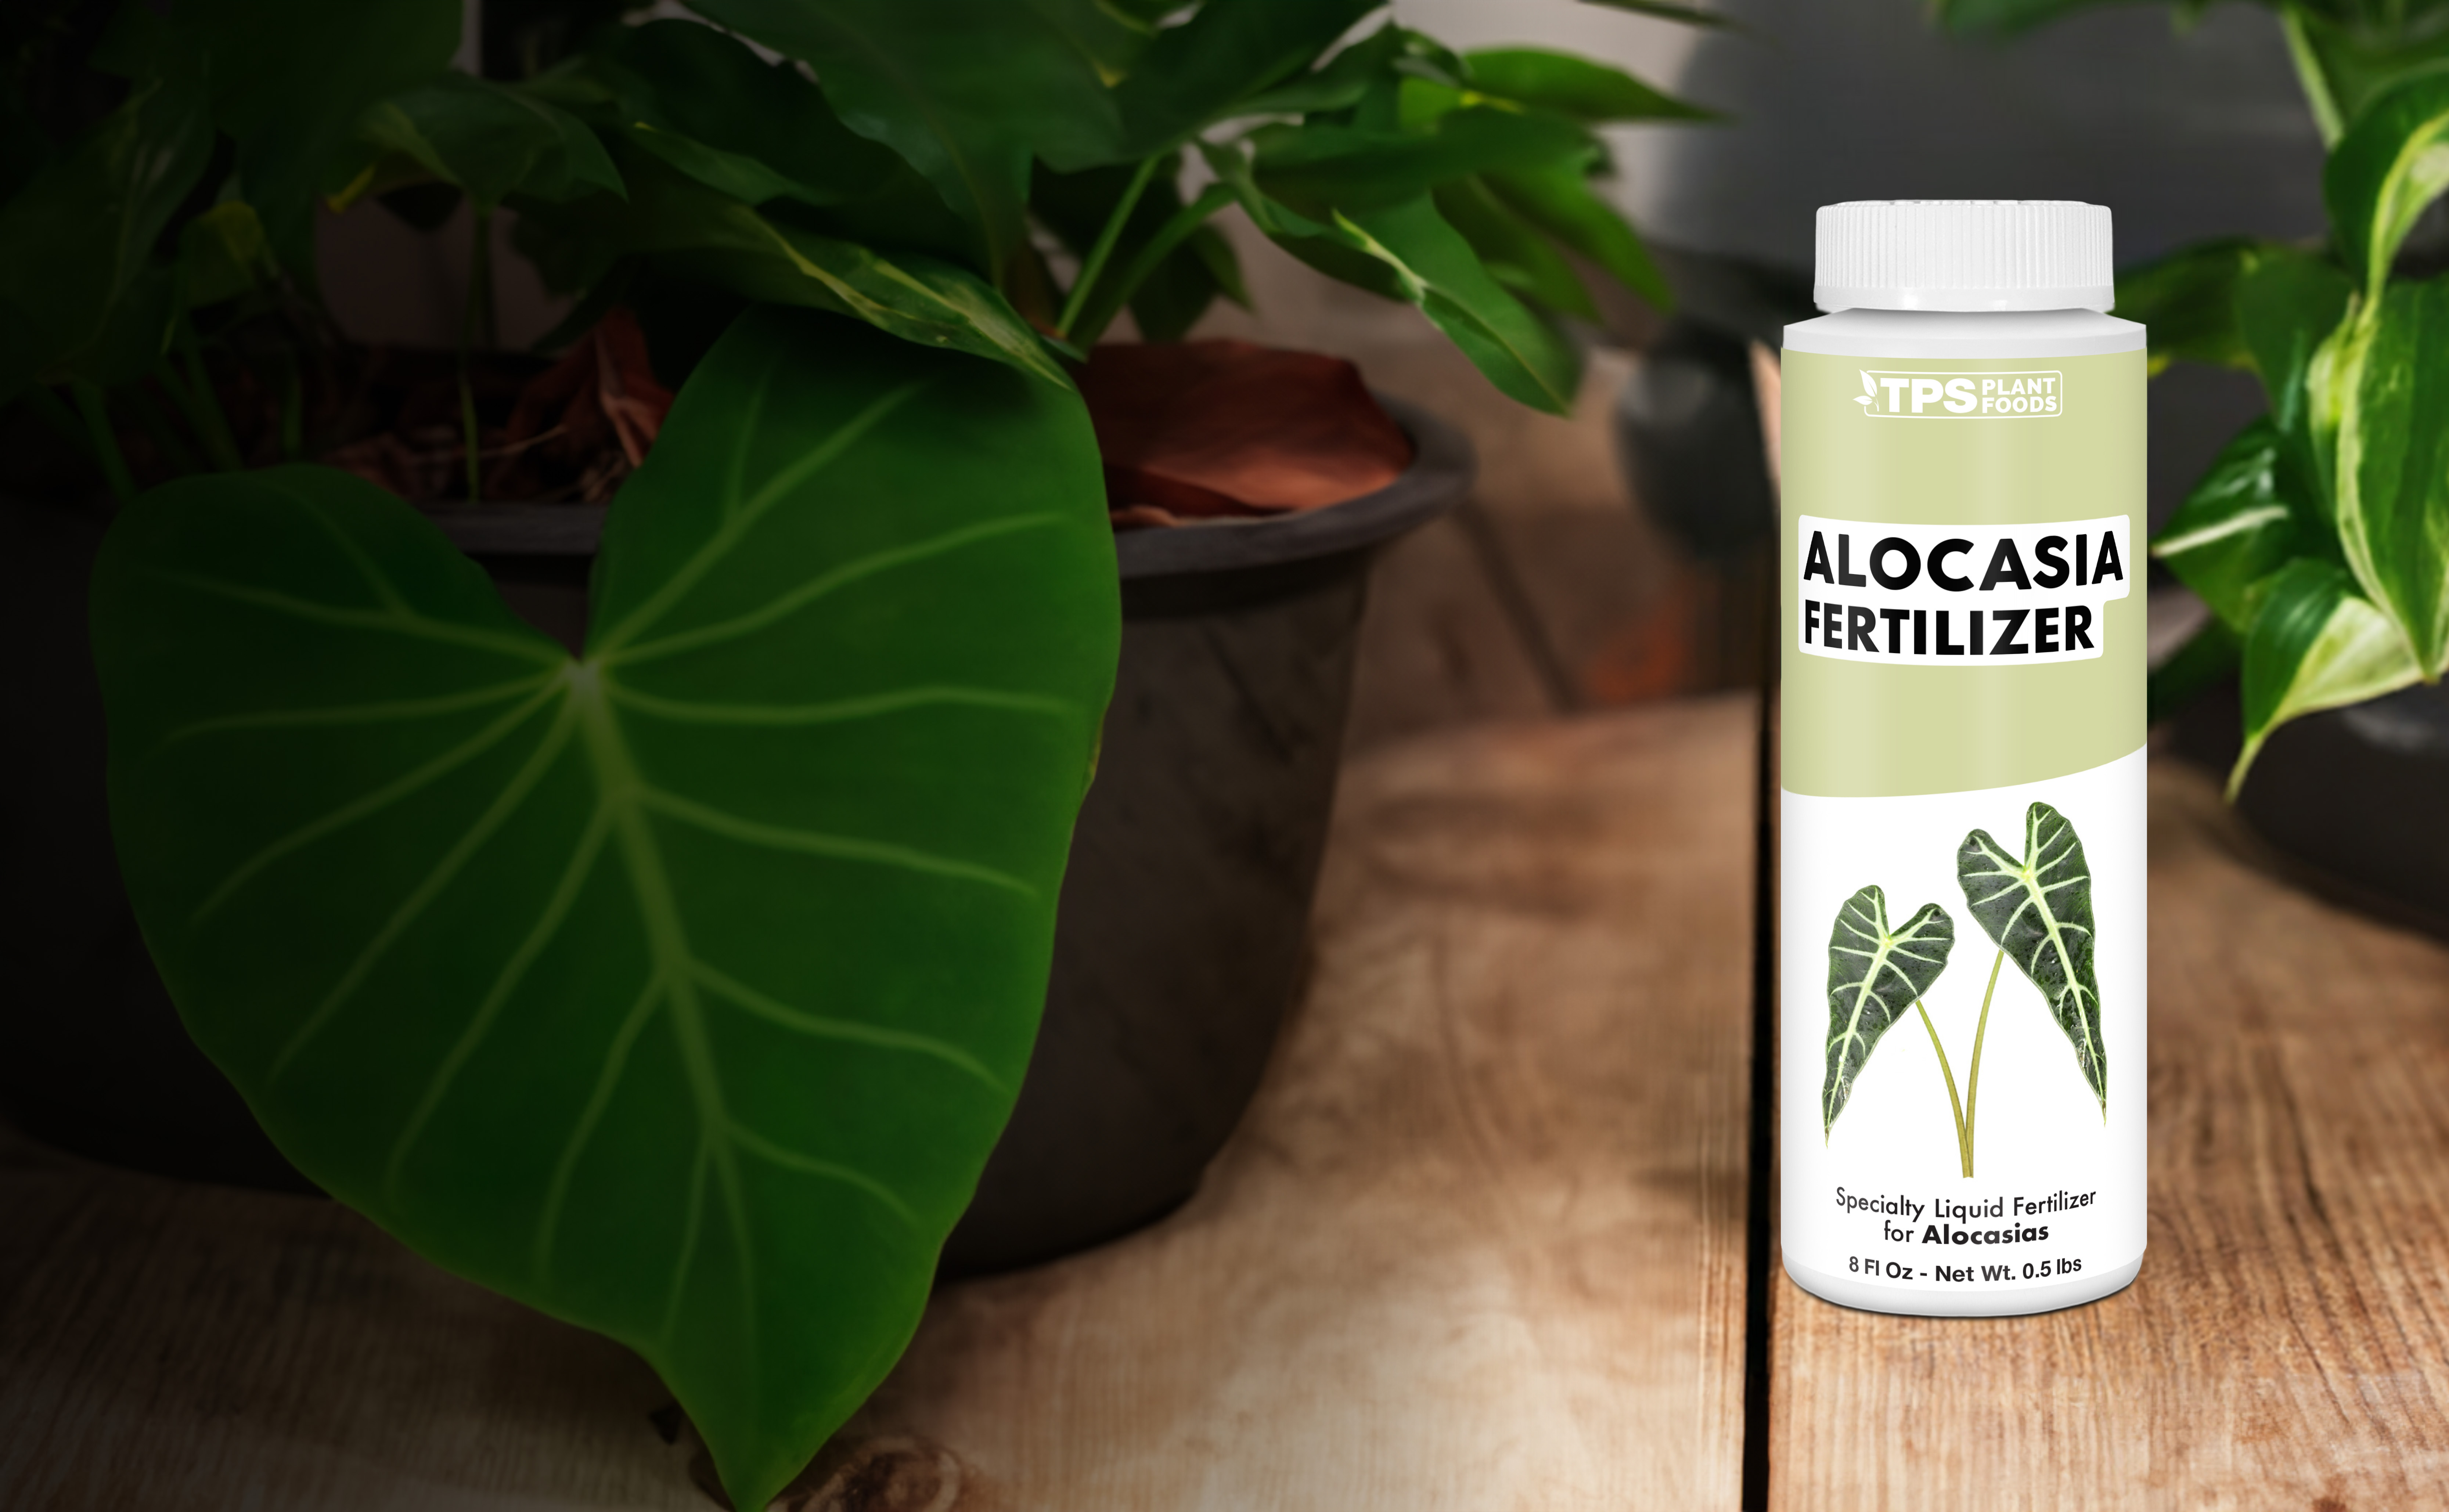 TPS PLANT FOODS
ALOCASIA
FERTILIZER
Specialty Liquid Fertilizer
for Alocasias
8 Fl Oz - Net Wt. 0.5 lbs